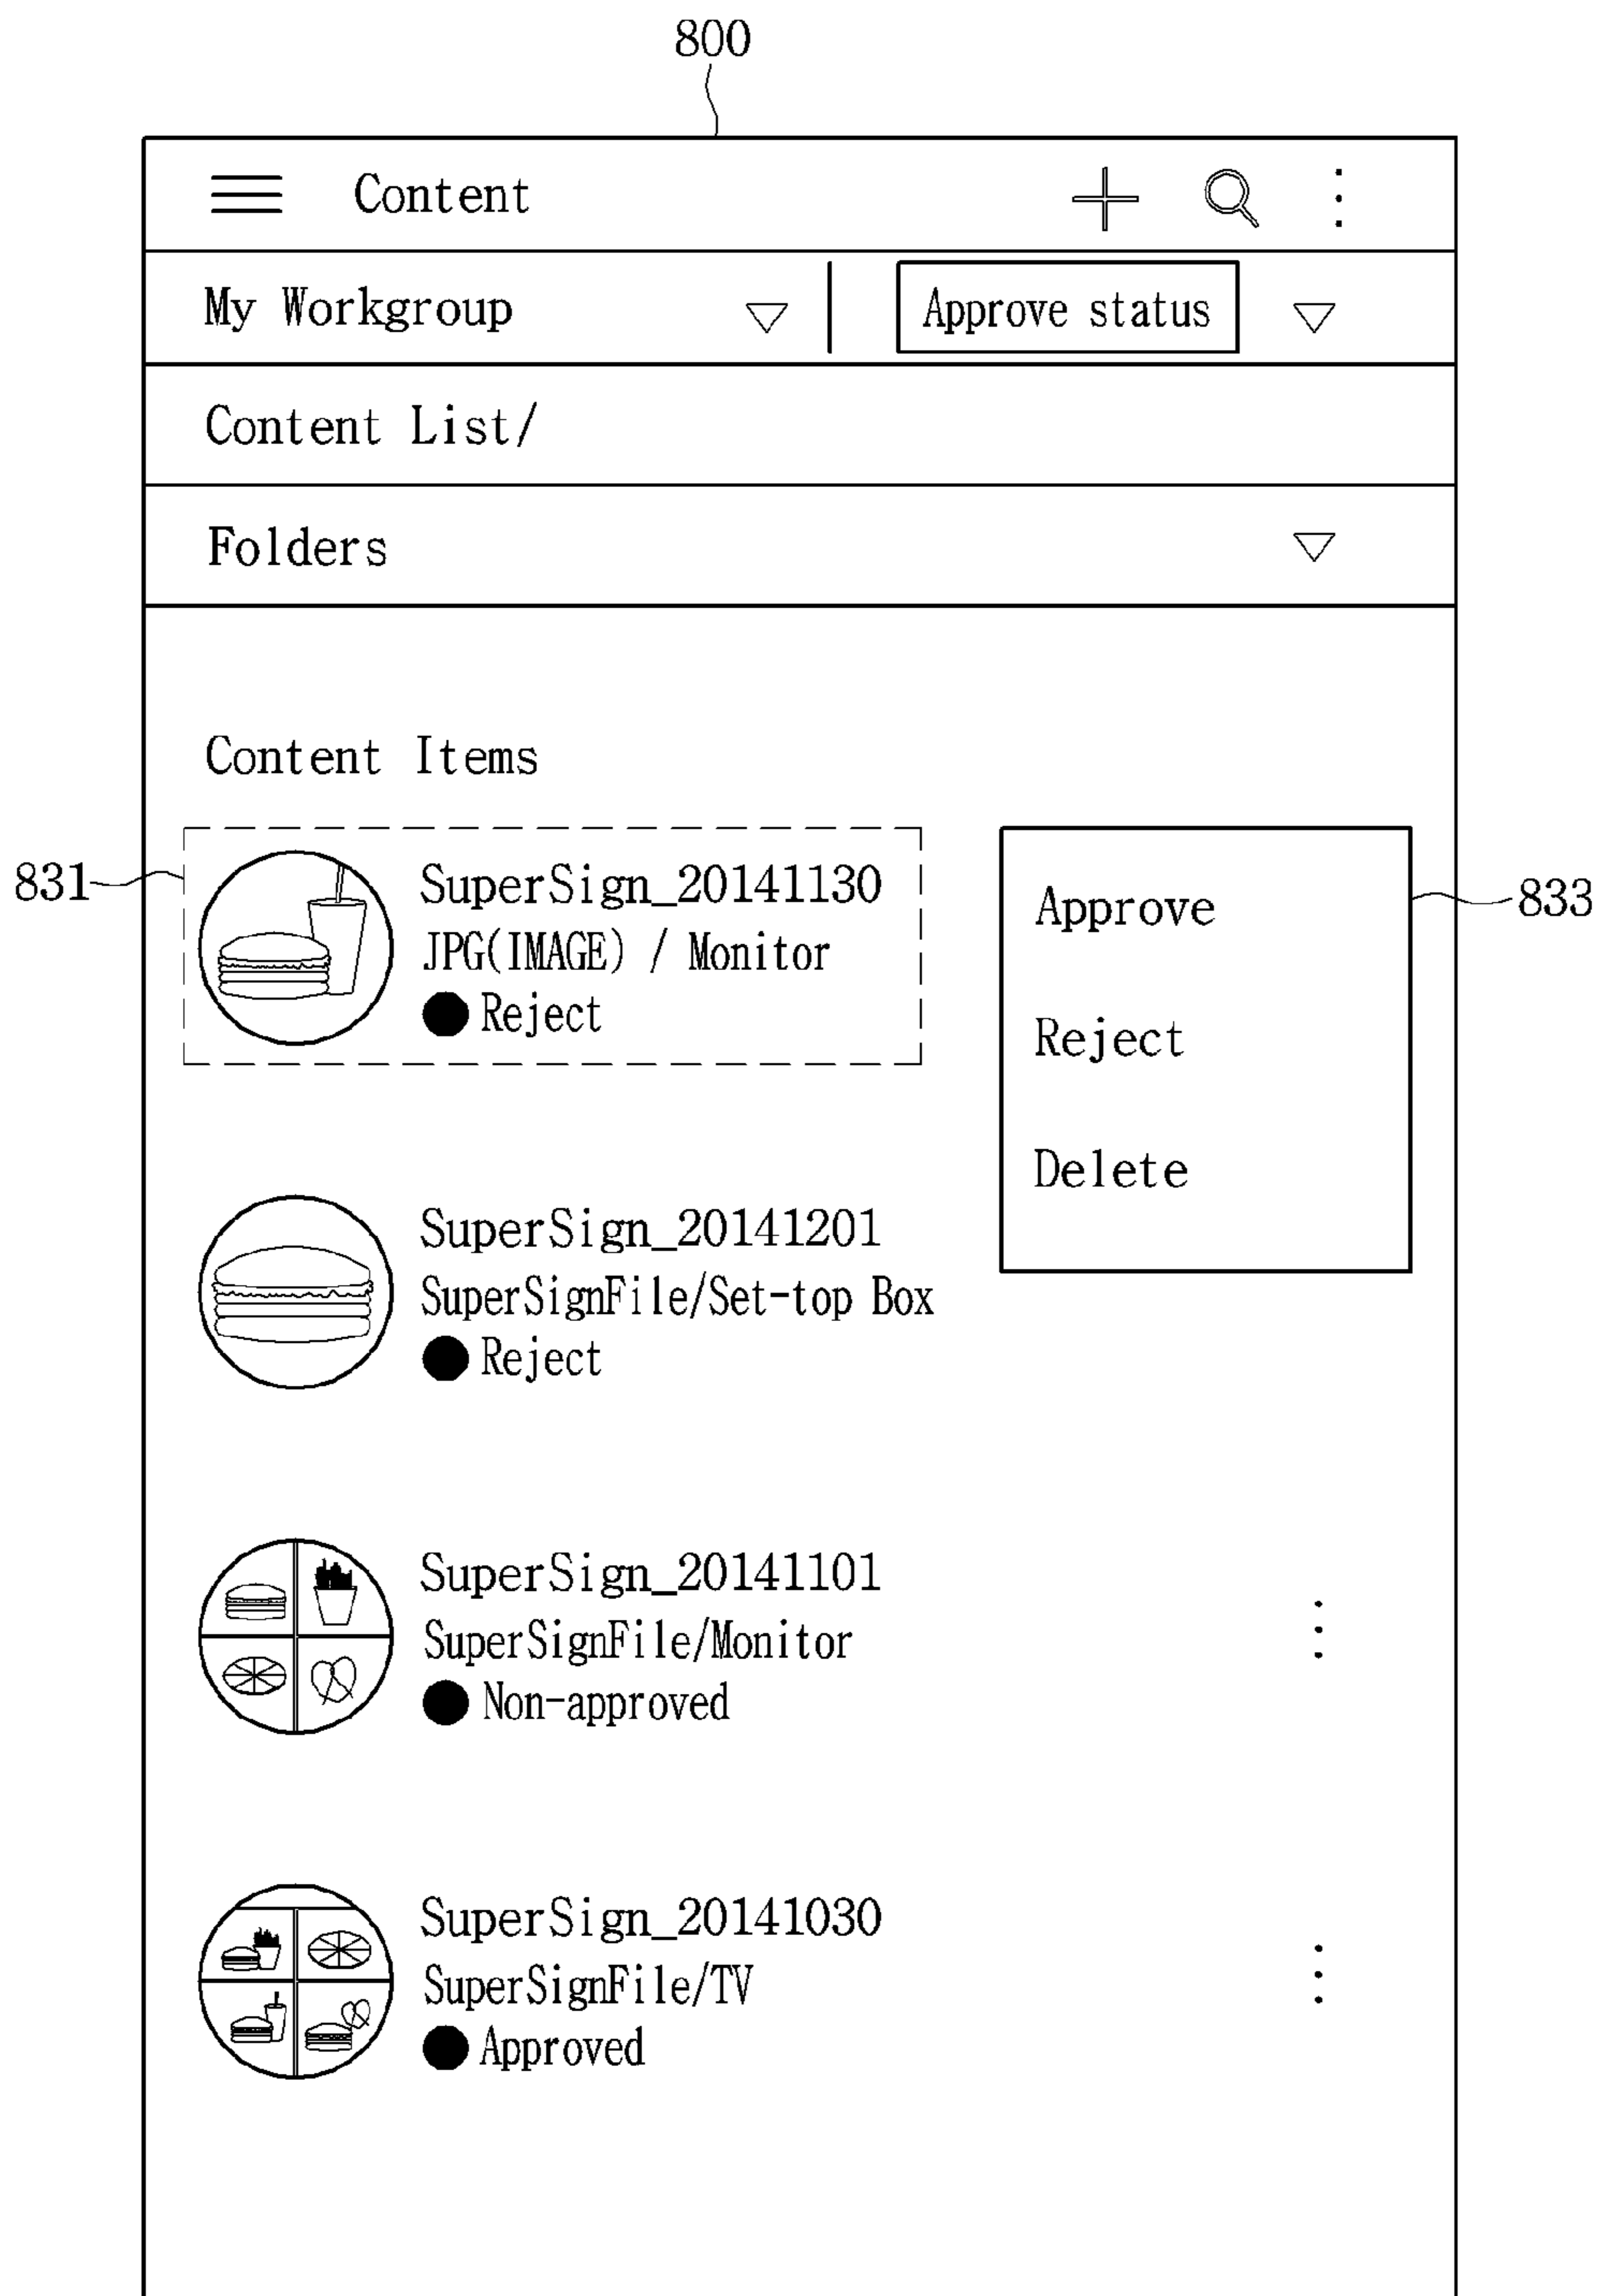 800
Content
My Workgroup
Approve status
Content List/
Folders
Content Items
831
SuperSign_20141130
JPG(IMAGE) / Monitor
Reject
Approve
Reject
Delete
833
SuperSign_20141201
SuperSignFile/Set-top Box
Reject
SuperSign_20141101
SuperSignFile/Monitor
Non-approved
SuperSign_20141030
SuperSignFile/TV
Approved